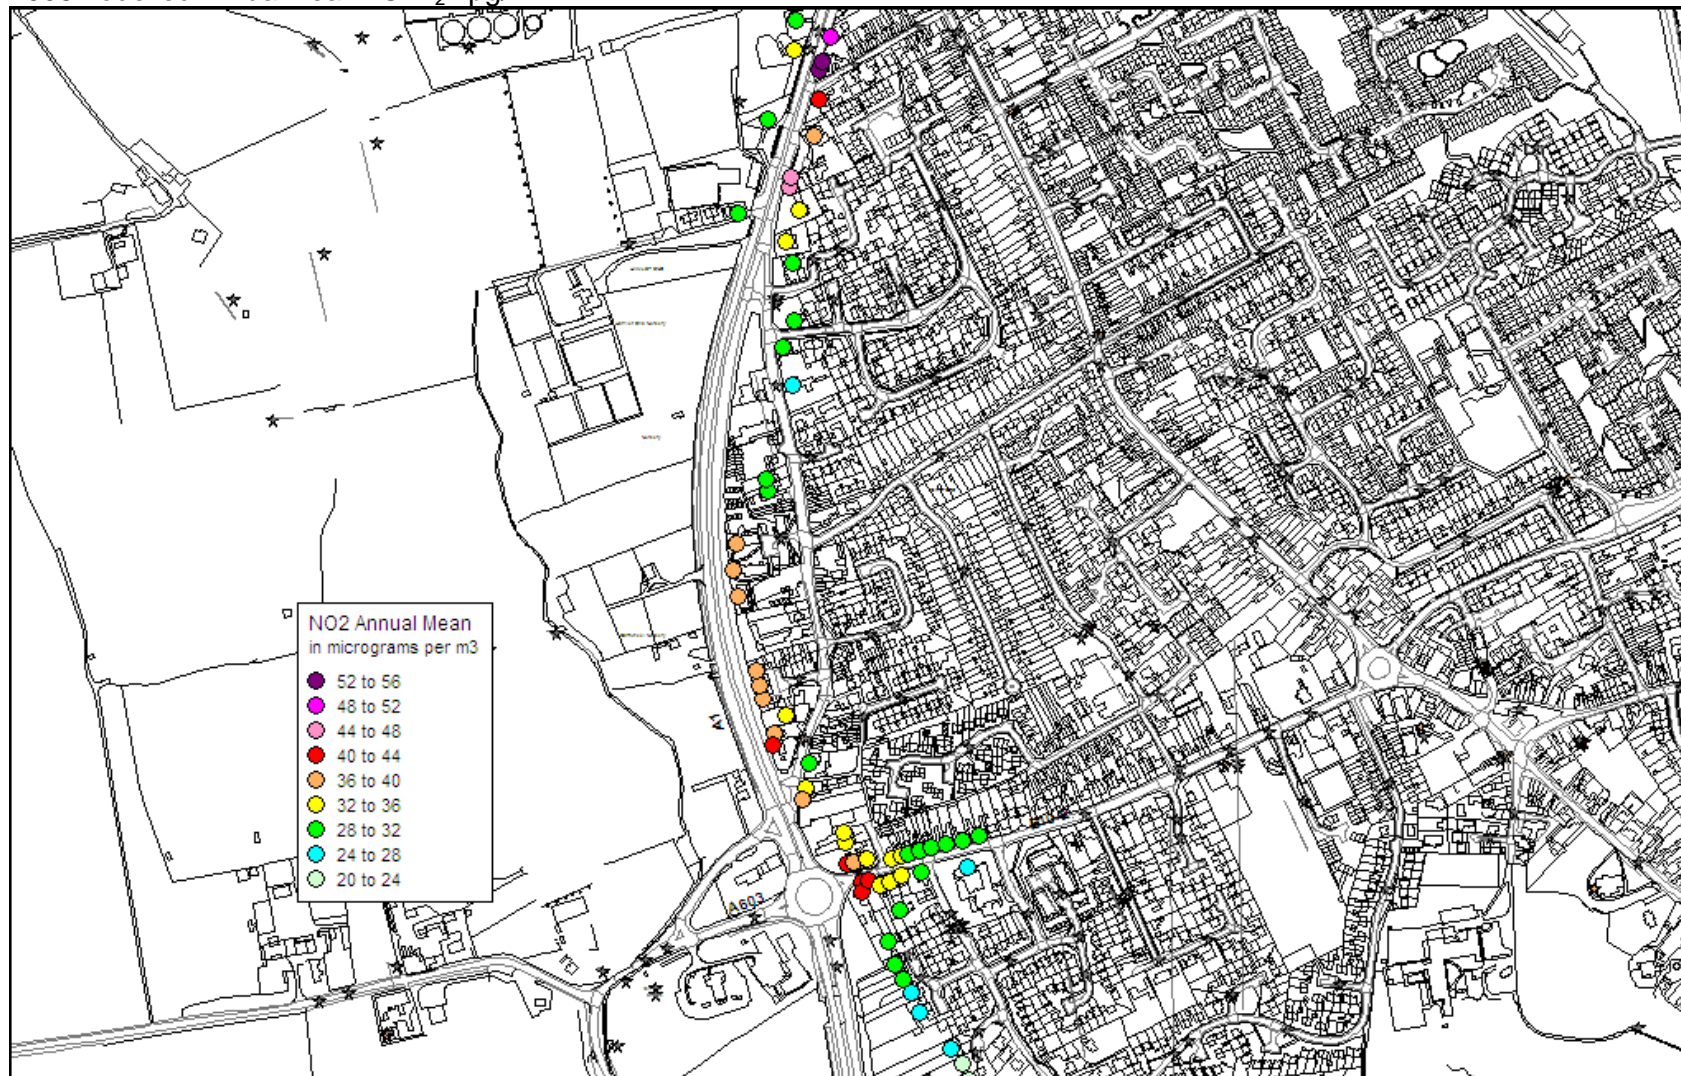 NO2 Annual Mean
in micrograms per m3
52 to 56
48 to 52
44 to 48
40 to 44
36 to 40
32 to 36
28 to 32
24 to 28
20 to 24
A1
A603